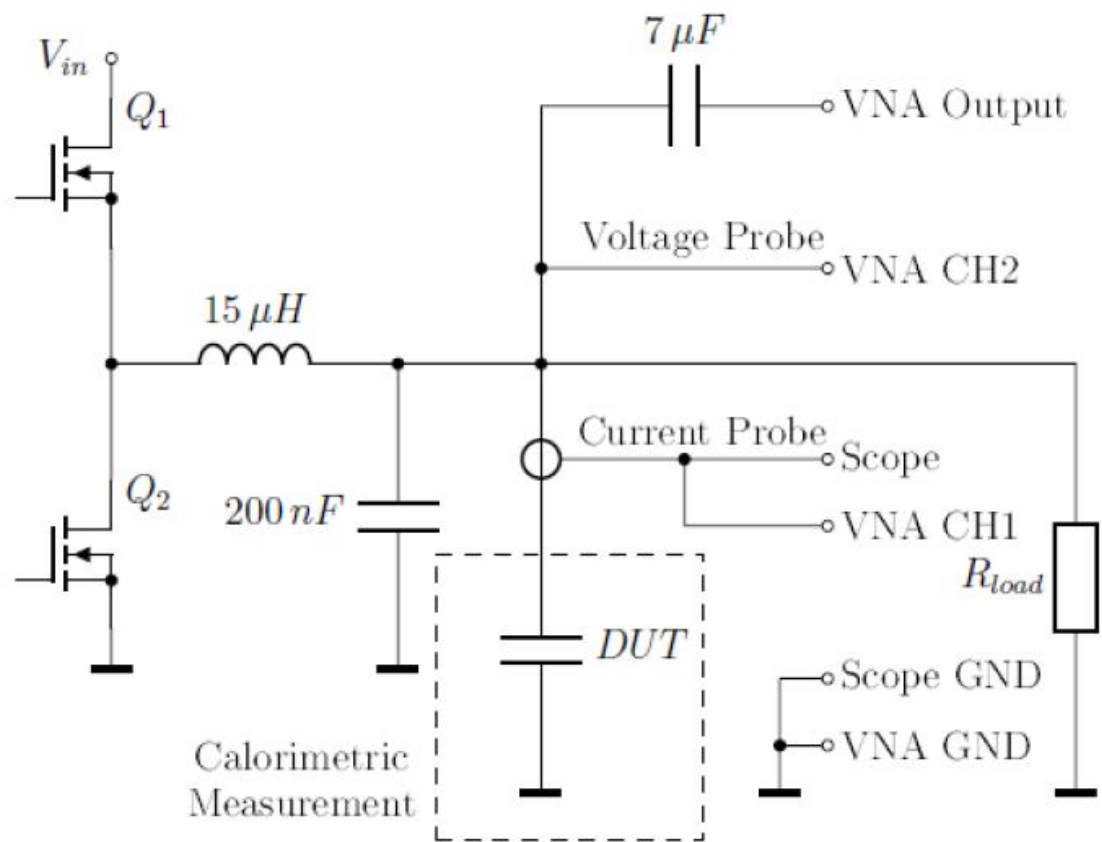 7 μF
V_in
Q_1
VNA Output
Voltage Probe
VNA CH2
15 μH
Current Probe
Scope
Q_2
200 nF
VNA CH1
R_load
DUT
Scope GND
VNA GND
Calorimetric
Measurement